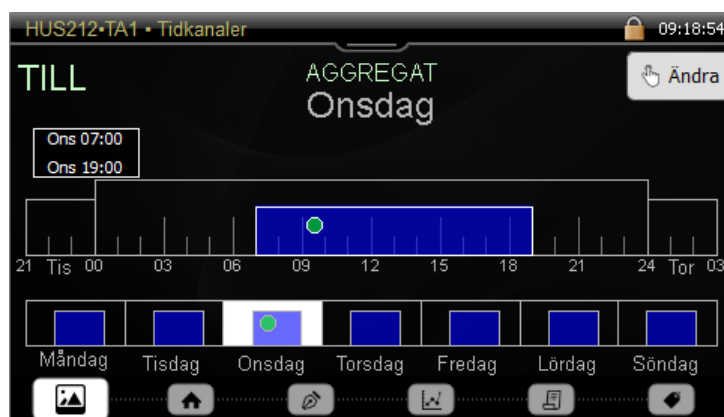 HUS212•TA1 • Tidkanaler
09:18:54
TILL
AGGREGAT
Ändra
Onsdag
Ons 07:00
Ons 19:00
21 Tis 00 03 06 09 12 15 18 21 24 Tor 03
Måndag Tisdag Onsdag Torsdag Fredag Lördag Söndag